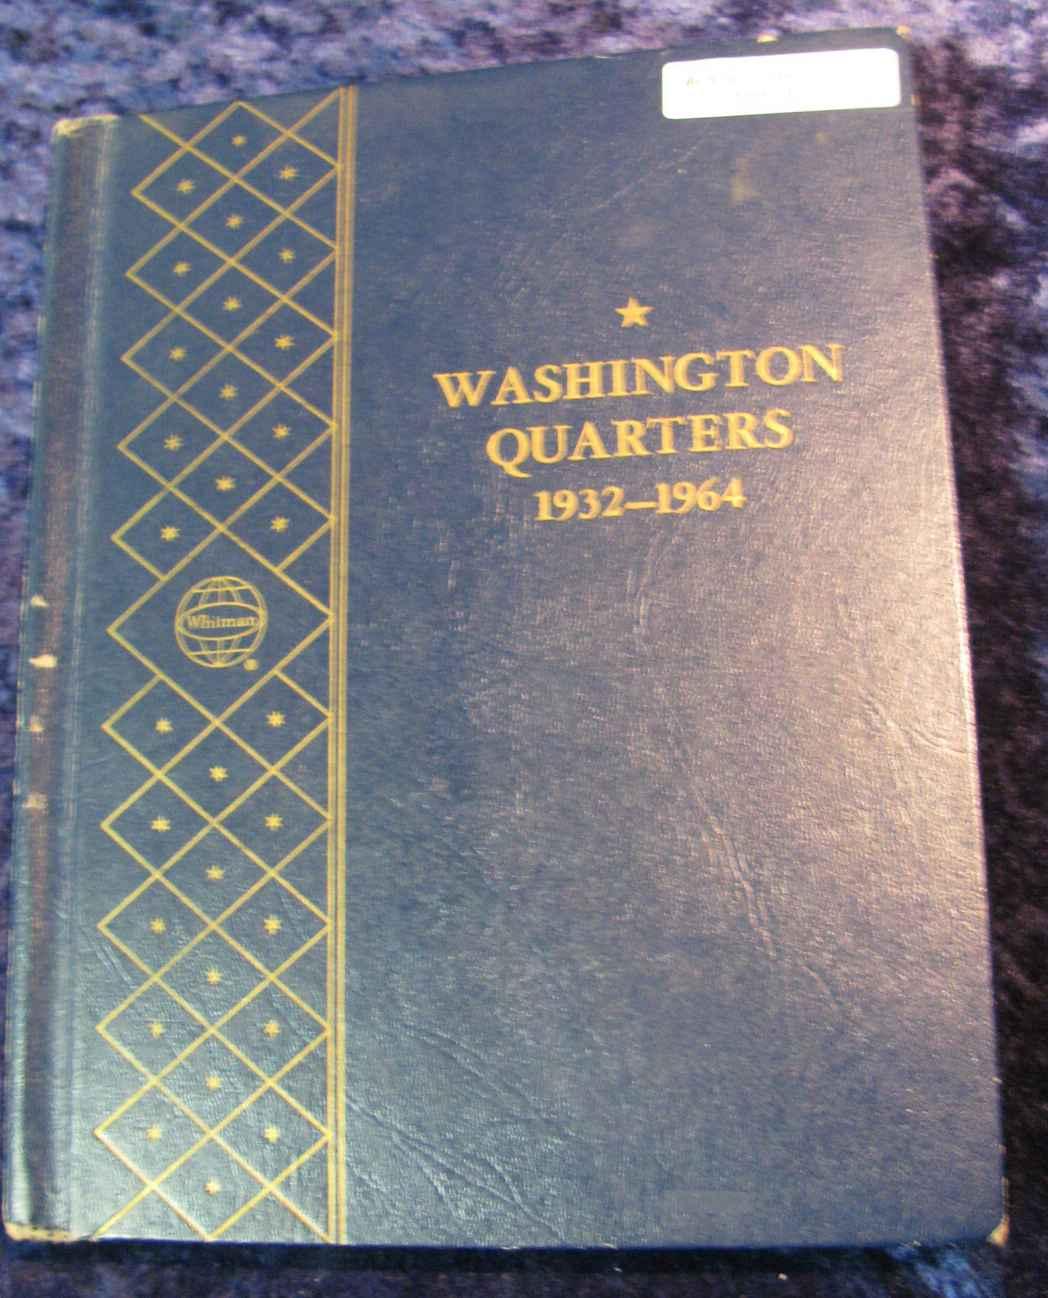 WASHINGTON
QUARTERS
1932–1964
Whitman
®